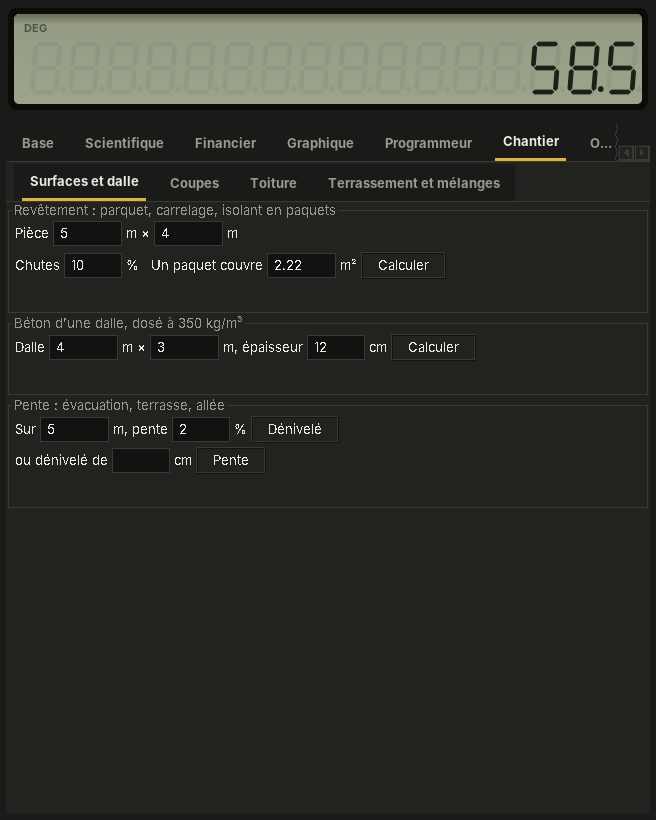 DEG
58.5
Base Scientifique Financier Graphique Programmeur Chantier O...
Surfaces et dalle Coupes Toiture Terrassement et mélanges
Revêtement : parquet, carrelage, isolant en paquets
Pièce 5 m × 4 m
Chutes 10 % Un paquet couvre 2.22 m² Calculer
Béton d'une dalle, dosé à 350 kg/m³
Dalle 4 m × 3 m, épaisseur 12 cm Calculer
Pente : évacuation, terrasse, allée
Sur 5 m, pente 2 % Dénivelé
ou dénivelé de cm Pente